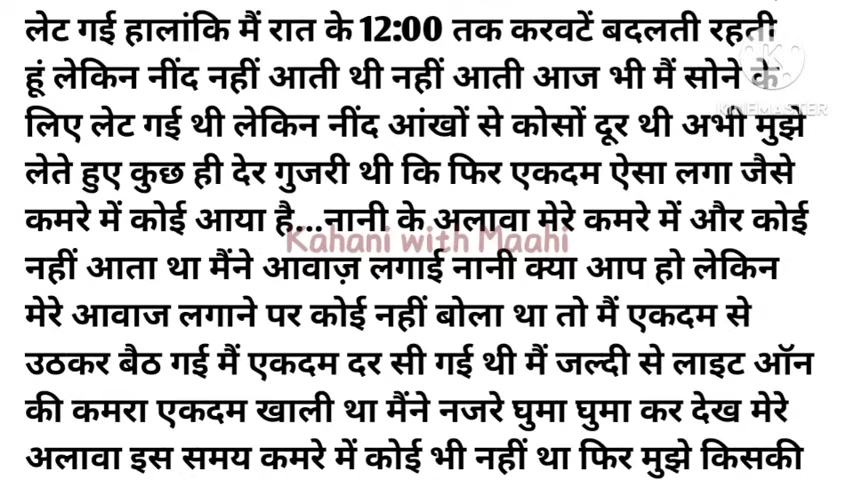 लेट गई हालांकि मैं रात के 12:00 तक करवटें बदलती रहती
हूं लेकिन नींद नहीं आती थी नहीं आती आज भी मैं सोने के
KINEMASTER
लिए लेट गई थी लेकिन नींद आंखों से कोसों दूर थी अभी मुझे
लेते हुए कुछ ही देर गुजरी थी कि फिर एकदम ऐसा लगा जैसे
कमरे में कोई आया है...नानी के अलावा मेरे कमरे में और कोई
Kahani with Maahi
नहीं आता था मैंने आवाज़ लगाई नानी क्या आप हो लेकिन
मेरे आवाज लगाने पर कोई नहीं बोला था तो मैं एकदम से
उठकर बैठ गई मैं एकदम दर सी गई थी मैं जल्दी से लाइट ऑन
की कमरा एकदम खाली था मैंने नजरे घुमा घुमा कर देख मेरे
अलावा इस समय कमरे में कोई भी नहीं था फिर मुझे किसकी